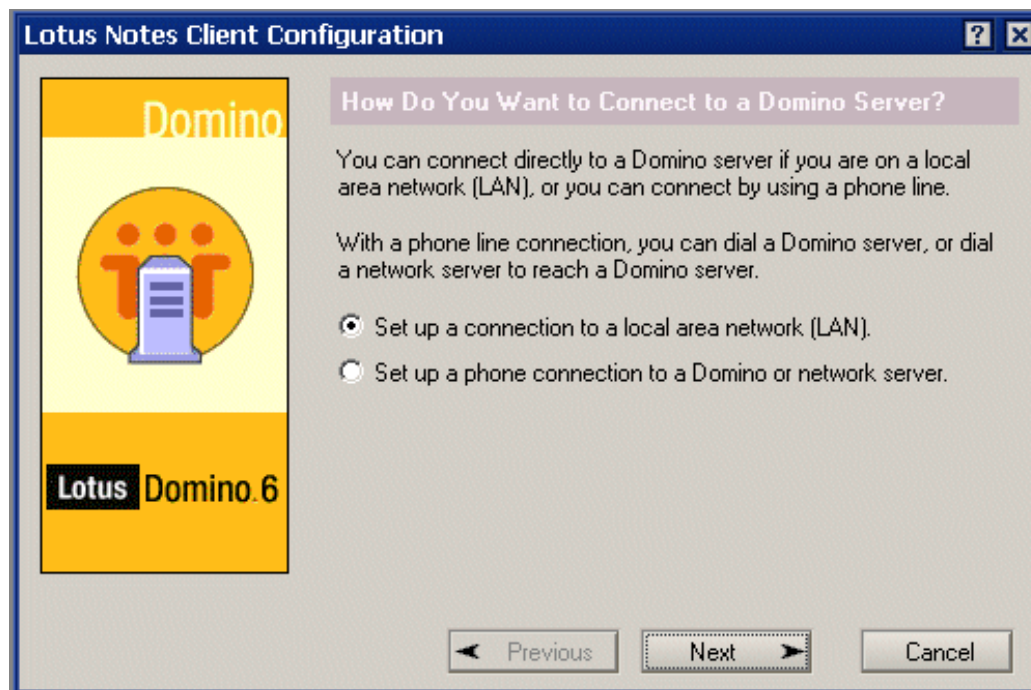 Lotus Notes Client Configuration
Domino
How Do You Want to Connect to a Domino Server?
You can connect directly to a Domino server if you are on a local
area network (LAN), or you can connect by using a phone line.
With a phone line connection, you can dial a Domino server, or dial
a network server to reach a Domino server.
Set up a connection to a local area network (LAN).
Set up a phone connection to a Domino or network server.
Lotus Domino.6
Previous
Next
Cancel